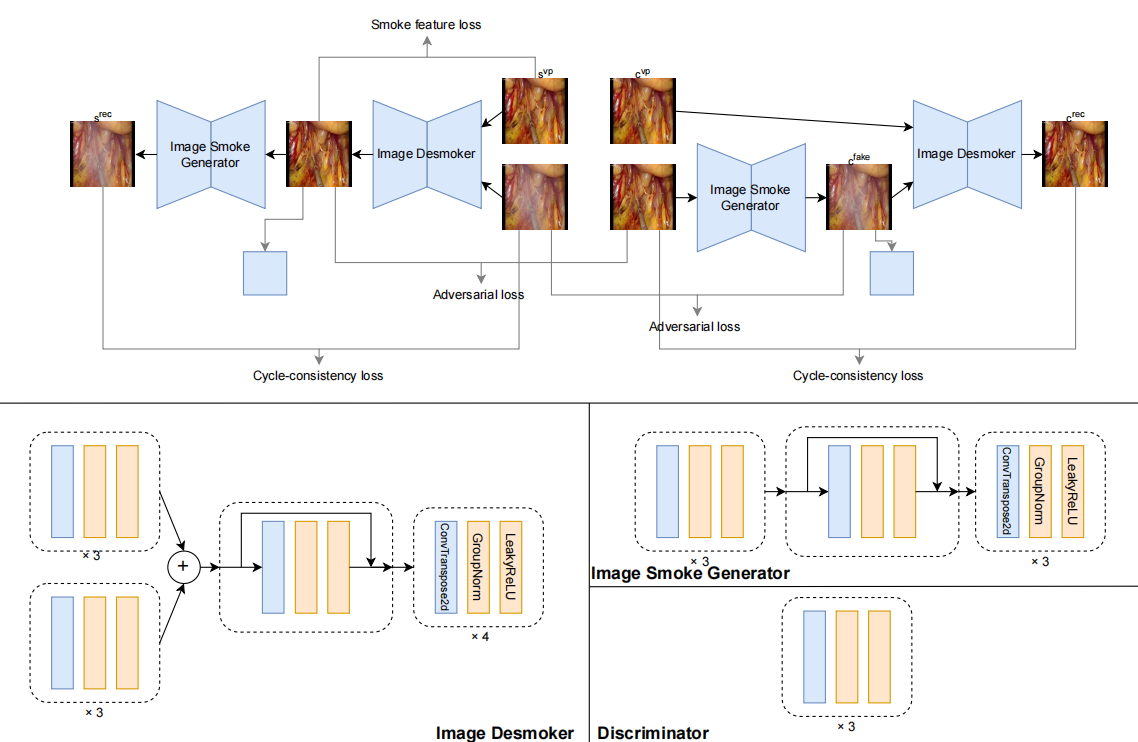 Smoke feature loss
s^vp
c^vp
s^rec
Image Smoke
Generator
Image Desmoker
Image Smoke
Generator
c^fake
Image Desmoker
c^rec
Adversarial loss
Adversarial loss
Cycle-consistency loss
Cycle-consistency loss
× 3
+
× 3
ConvTranspose2d
GroupNorm
LeakyReLU
× 4
Image Desmoker
× 3
ConvTranspose2d
GroupNorm
LeakyReLU
× 3
Image Smoke Generator
× 3
Discriminator